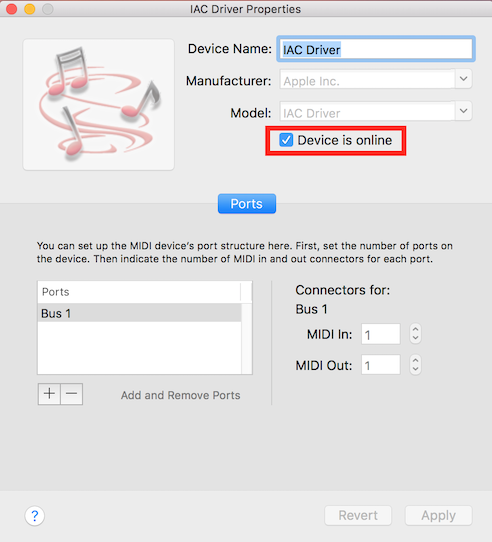 IAC Driver Properties
Device Name: IAC Driver
Manufacturer: Apple Inc.
Model: IAC Driver
Device is online
Ports
You can set up the MIDI device's port structure here. First, set the number of ports on
the device. Then indicate the number of MIDI in and out connectors for each port.
Ports
Bus 1
Add and Remove Ports
Connectors for:
Bus 1
MIDI In: 1
MIDI Out: 1
?
Revert
Apply